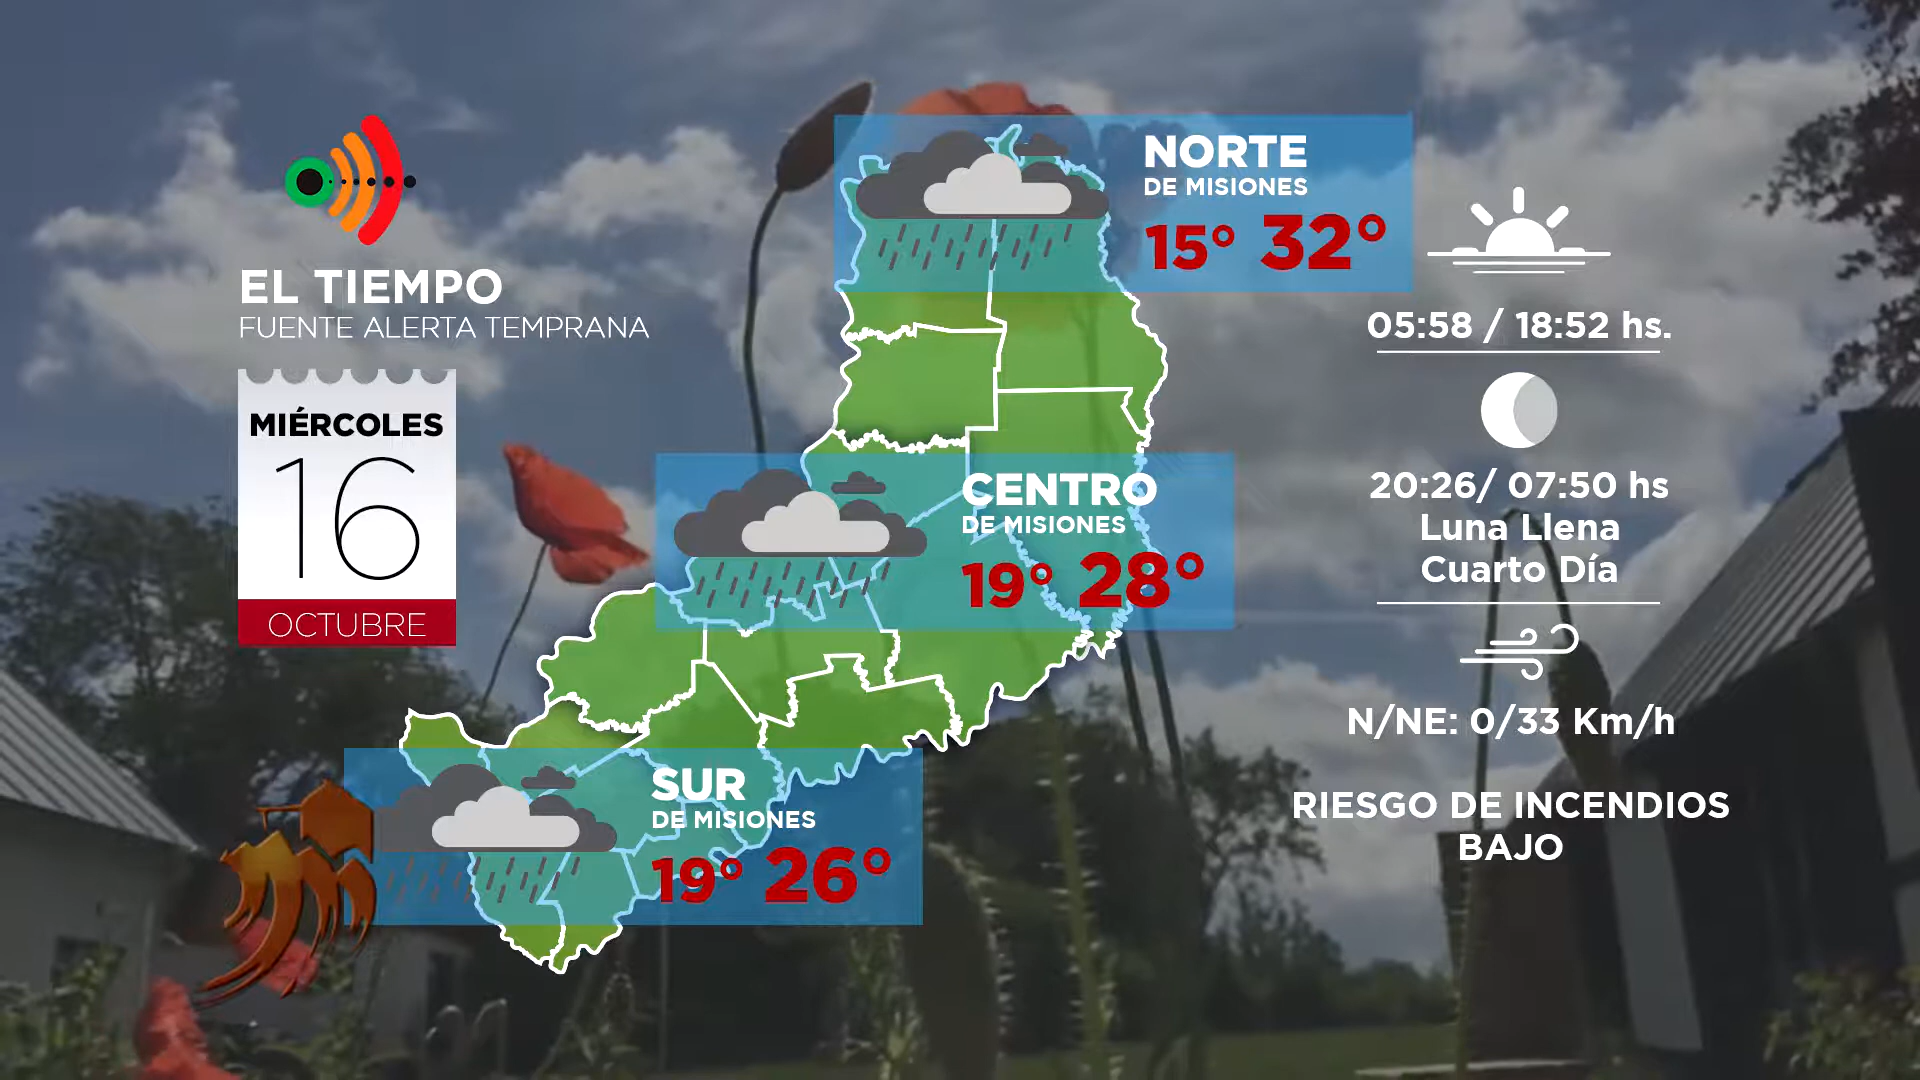 EL TIEMPO
FUENTE ALERTA TEMPRANA
MIÉRCOLES
16
OCTUBRE
NORTE
DE MISIONES
15° 32°
CENTRO
DE MISIONES
19° 28°
SUR
DE MISIONES
19° 26°
05:58 / 18:52 hs.
20:26/ 07:50 hs
Luna Llena
Cuarto Día
N/NE: 0/33 Km/h
RIESGO DE INCENDIOS
BAJO